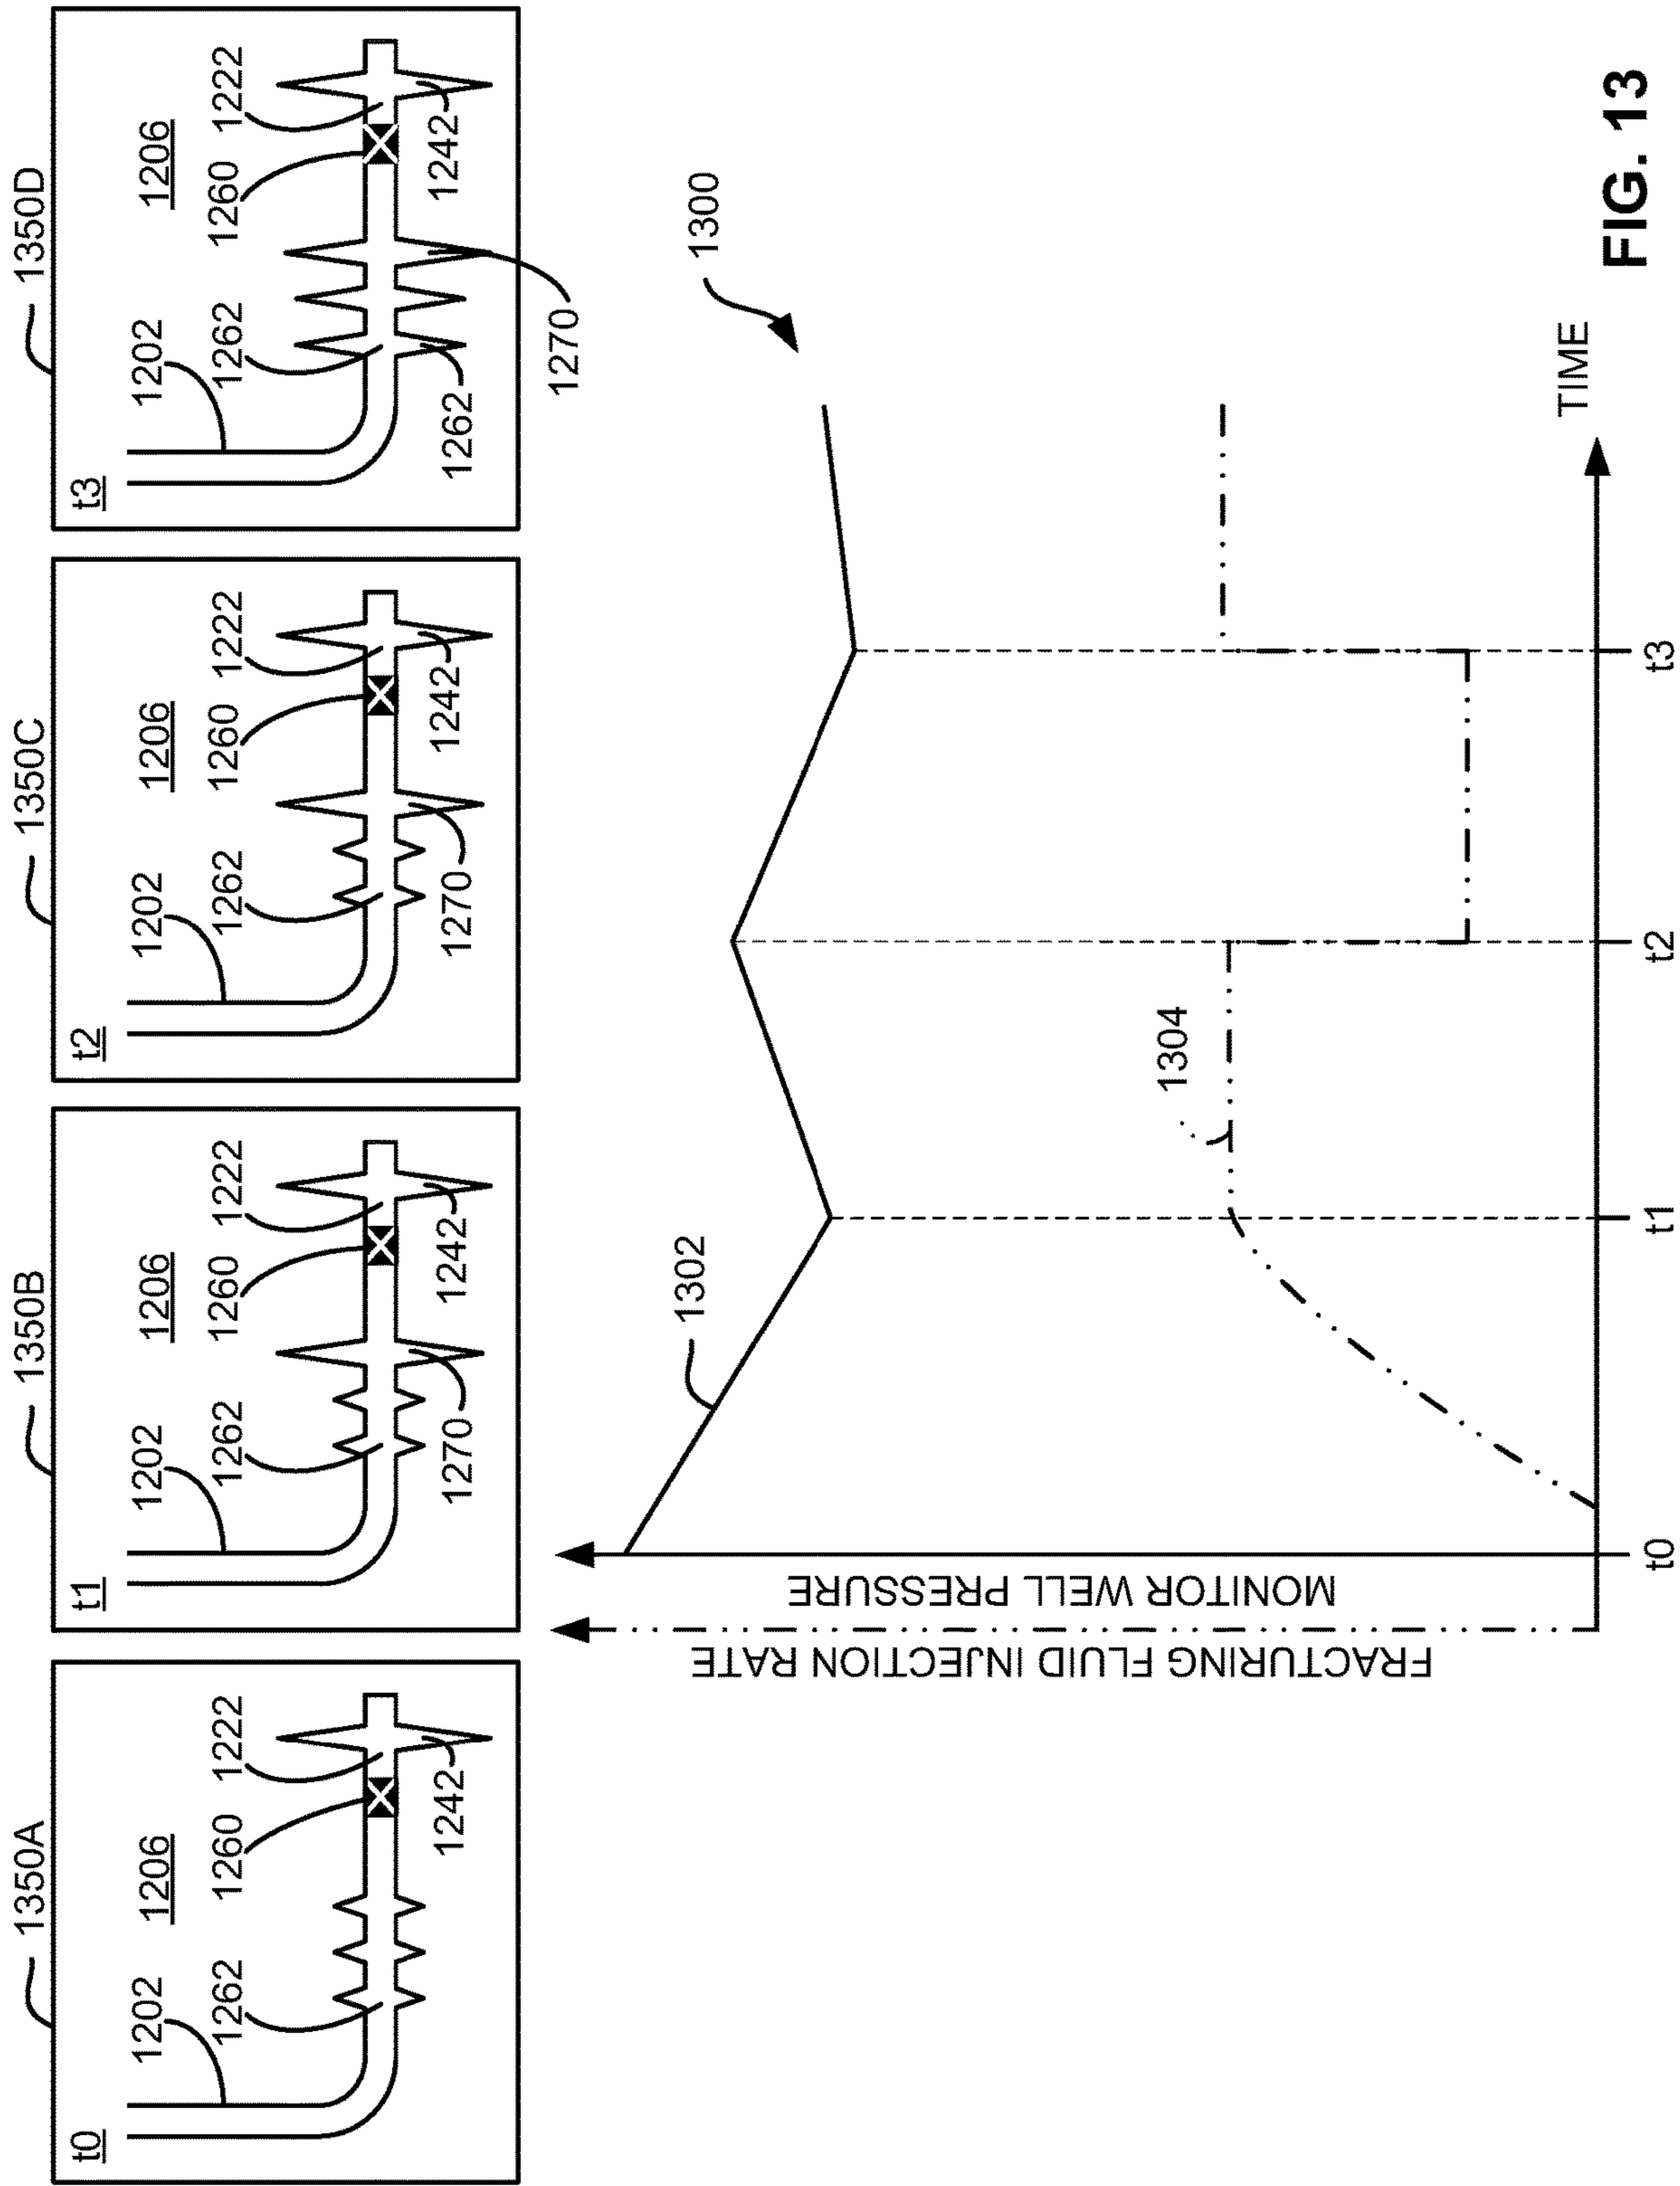 1350A
t0
1202
1206
1262
1260
1222
1242
1350B
t1
1202
1206
1262
1260
1222
1270
1242
1350C
t2
1202
1206
1262
1260
1222
1270
1242
1350D
t3
1202
1206
1262
1260
1222
1262
1242
1270
FRACTURING FLUID INJECTION RATE
MONITOR WELL PRESSURE
1302
1304
1300
t0
t1
t2
t3
TIME
FIG. 13